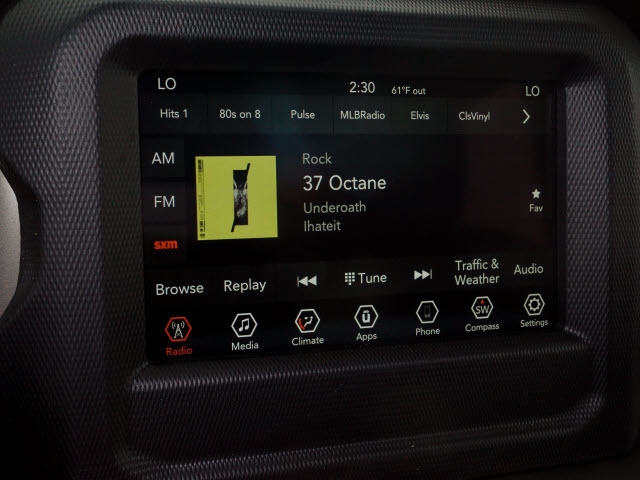 LO 2:30 61°F out LO
Hits 1 80s on 8 Pulse MLBRadio Elvis ClsVinyl
AM
FM
sxm
Rock
37 Octane
Underoath
Ihateit
Fav
Browse Replay Tune Traffic & Weather Audio
Radio Media Climate Apps Phone Compass Settings
ū
SW